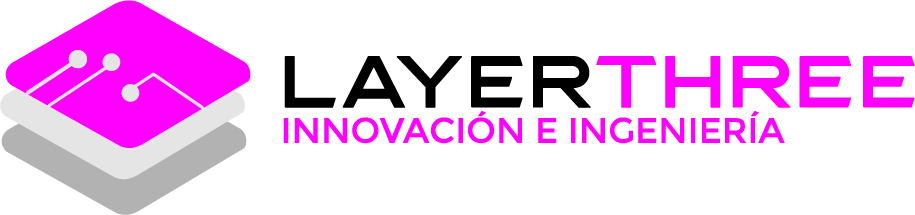 LAYERTHREE
INNOVACIÓN E INGENIERÍA